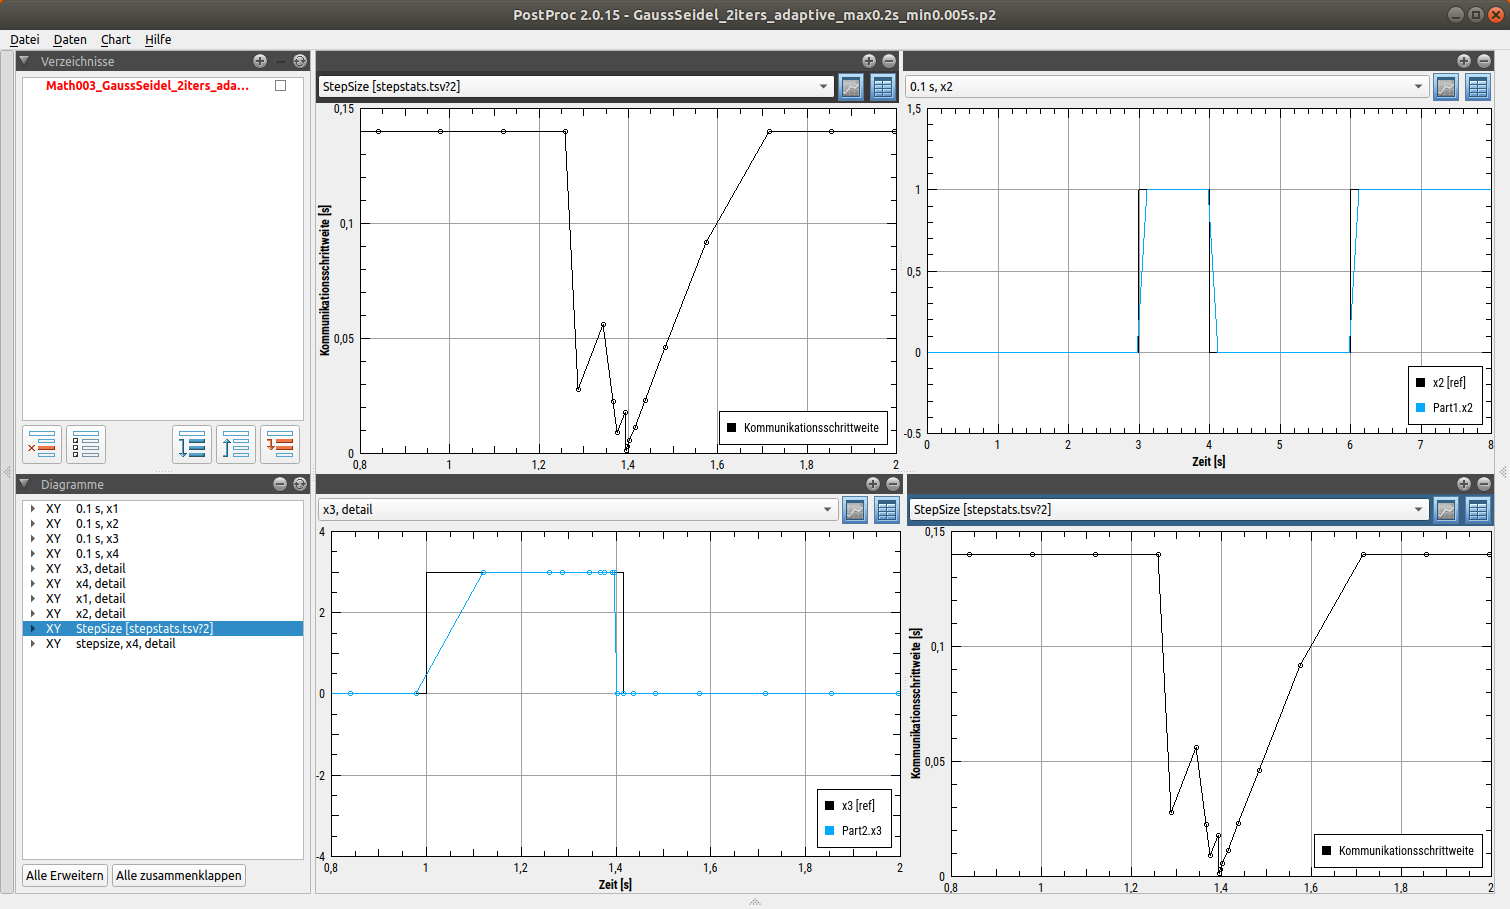 PostProc 2.0.15 - GaussSeidel_2iters_adaptive_max0.2s_min0.005s.p2
Datei Daten Chart Hilfe
Verzeichnisse
Math003_GaussSeidel_2iters_ada...
Diagramme
XY 0.1 s, x1
XY 0.1 s, x2
XY 0.1 s, x3
XY 0.1 s, x4
XY x3, detail
XY x4, detail
XY x1, detail
XY x2, detail
XY StepSize [stepstats.tsv?2]
XY stepsize, x4, detail
Alle Erweitern Alle zusammenklappen
StepSize [stepstats.tsv?2]
0,15
0,1
0,05
0
Kommunikationsschrittweite [s]
Kommunikationsschrittweite
0,8 1 1,2 1,4 1,6 1,8 2
0.1 s, x2
1,5
1
0,5
0
-0.5
x2 [ref]
Part1.x2
0 1 2 3 4 5 6 7 8
Zeit [s]
x3, detail
4
2
0
-2
-4
x3 [ref]
Part2.x3
0,8 1 1,2 1,4 1,6 1,8 2
Zeit [s]
StepSize [stepstats.tsv?2]
0,15
0,1
0,05
0
Kommunikationsschrittweite [s]
Kommunikationsschrittweite
0,8 1 1,2 1,4 1,6 1,8 2